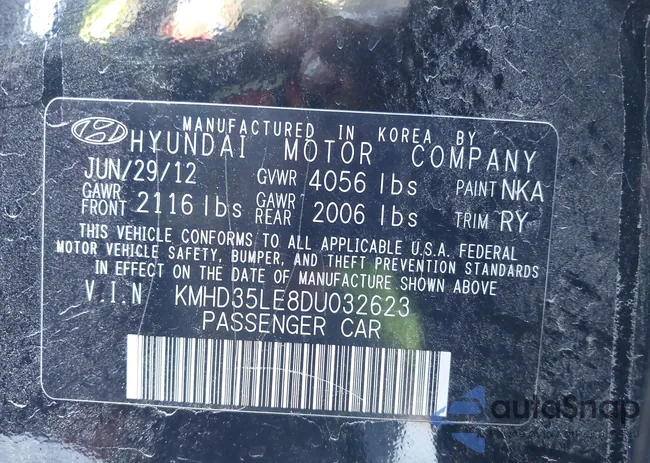 MANUFACTURED IN KOREA BY
HYUNDAI MOTOR COMPANY
JUN/29/12 GVWR 4056 lbs PAINT NKA
GAWR FRONT 2116 lbs GAWR REAR 2006 lbs TRIM RY
THIS VEHICLE CONFORMS TO ALL APPLICABLE U.S.A. FEDERAL
MOTOR VEHICLE SAFETY, BUMPER, AND THEFT PREVENTION STANDARDS
IN EFFECT ON THE DATE OF MANUFACTURE SHOWN ABOVE
V.I.N KMHD35LE8DU032623
PASSENGER CAR
autoSnap